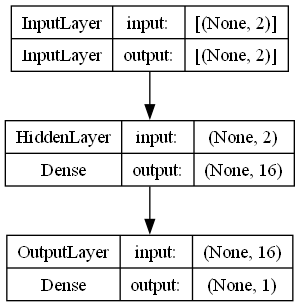 InputLayer input: [(None, 2)]
InputLayer output: [(None, 2)]
HiddenLayer input: (None, 2)
Dense output: (None, 16)
OutputLayer input: (None, 16)
Dense output: (None, 1)